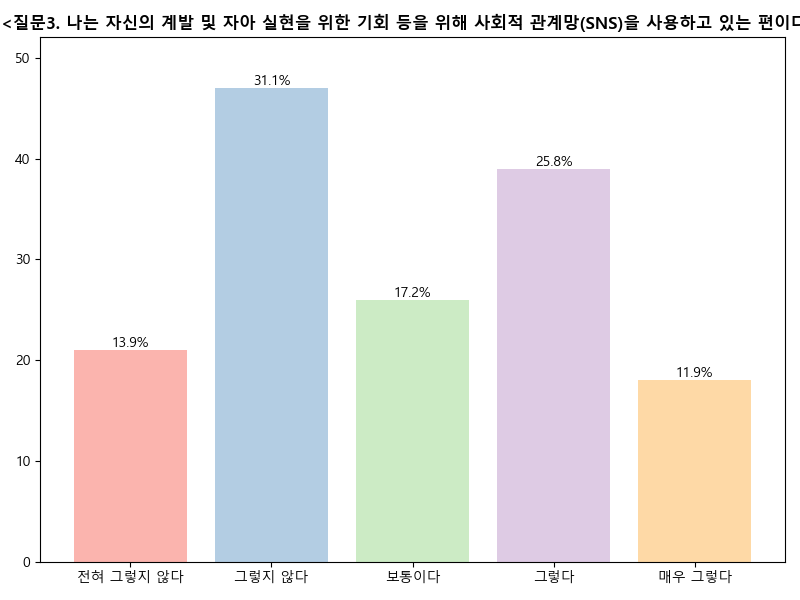 <질문3. 나는 자신의 계발 및 자아 실현을 위한 기회 등을 위해 사회적 관계망(SNS)을 사용하고 있는 편이다
50
40
30
20
10
0
31.1%
25.8%
17.2%
13.9%
11.9%
전혀 그렇지 않다
그렇지 않다
보통이다
그렇다
매우 그렇다